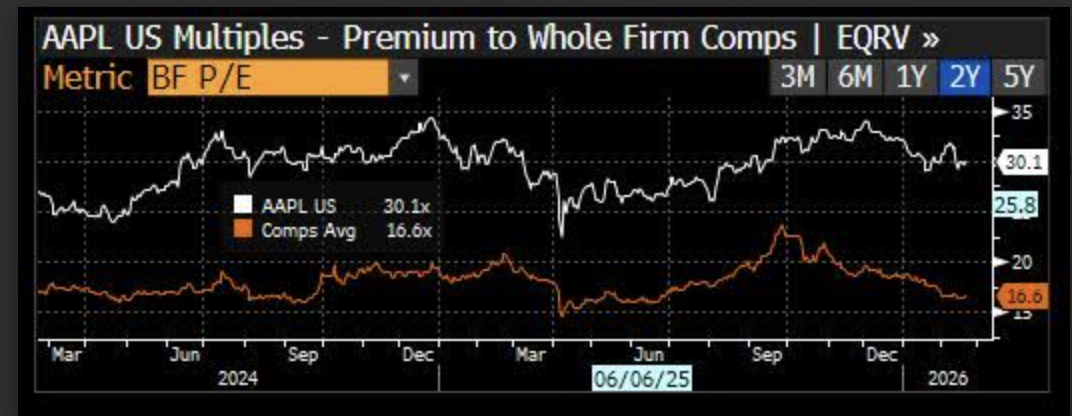 AAPL US Multiples - Premium to Whole Firm Comps | EQRV »
Metric BF P/E 3M 6M 1Y 2Y 5Y
35
30.1
AAPL US 30.1x
25.8
Comps Avg 16.6x
20
16.6
15
Mar Jun Sep Dec Mar Jun Sep Dec
2024 06/06/25 2026